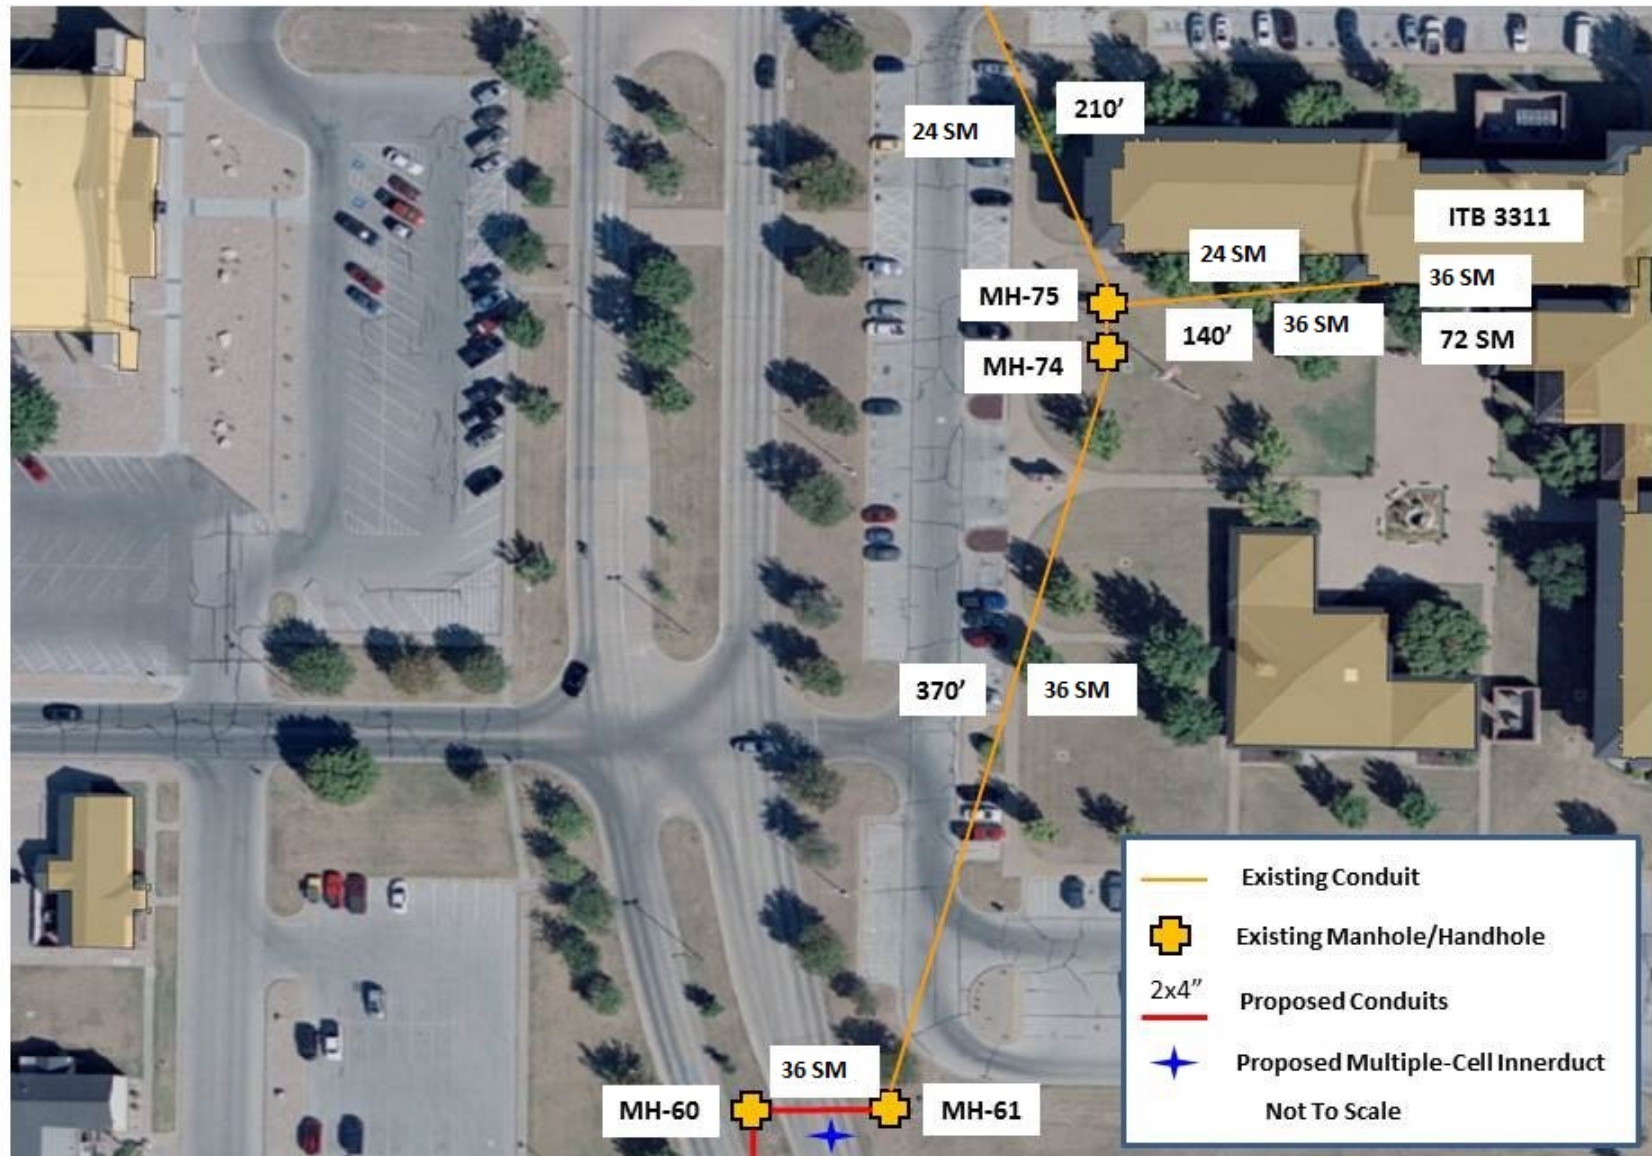 210’
24 SM
ITB 3311
24 SM
36 SM
MH-75
36 SM
140’
72 SM
MH-74
370’
36 SM
Existing Conduit
Existing Manhole/Handhole
2x4”
Proposed Conduits
Proposed Multiple-Cell Innerduct
Not To Scale
36 SM
MH-60
MH-61